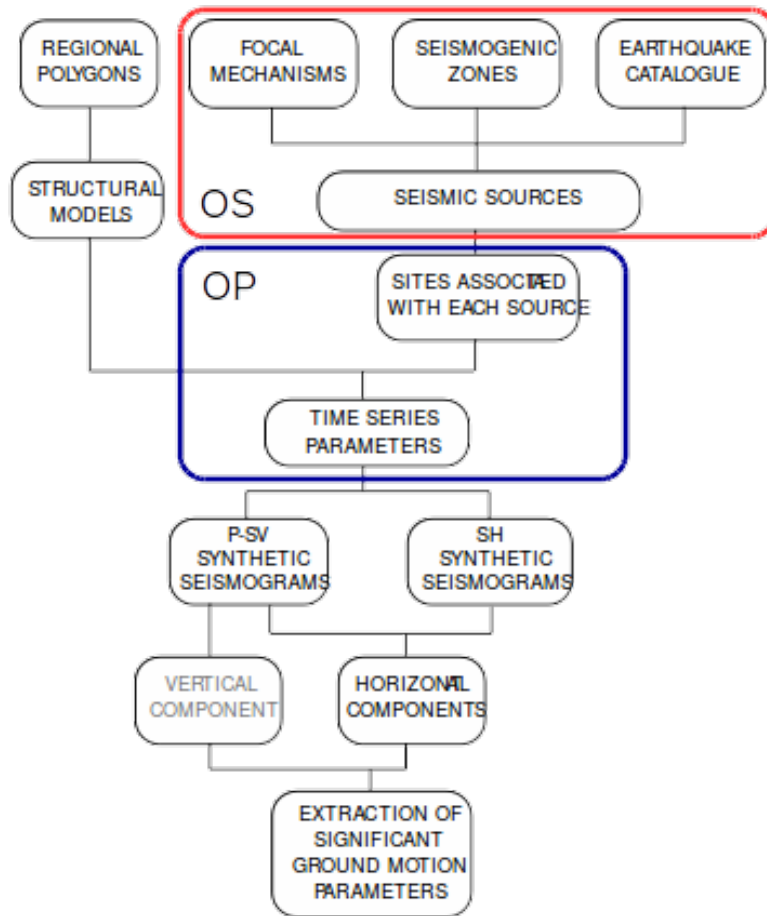 REGIONAL
POLYGONS
FOCAL
MECHANISMS
SEISMOGENIC
ZONES
EARTHQUAKE
CATALOGUE
STRUCTURAL
MODELS
OS
SEISMIC SOURCES
OP
SITES ASSOCIATED
WITH EACH SOURCE
TIME SERIES
PARAMETERS
P-SV
SYNTHETIC
SEISMOGRAMS
SH
SYNTHETIC
SEISMOGRAMS
VERTICAL
COMPONENT
HORIZONTAL
COMPONENTS
EXTRACTION OF
SIGNIFICANT
GROUND MOTION
PARAMETERS